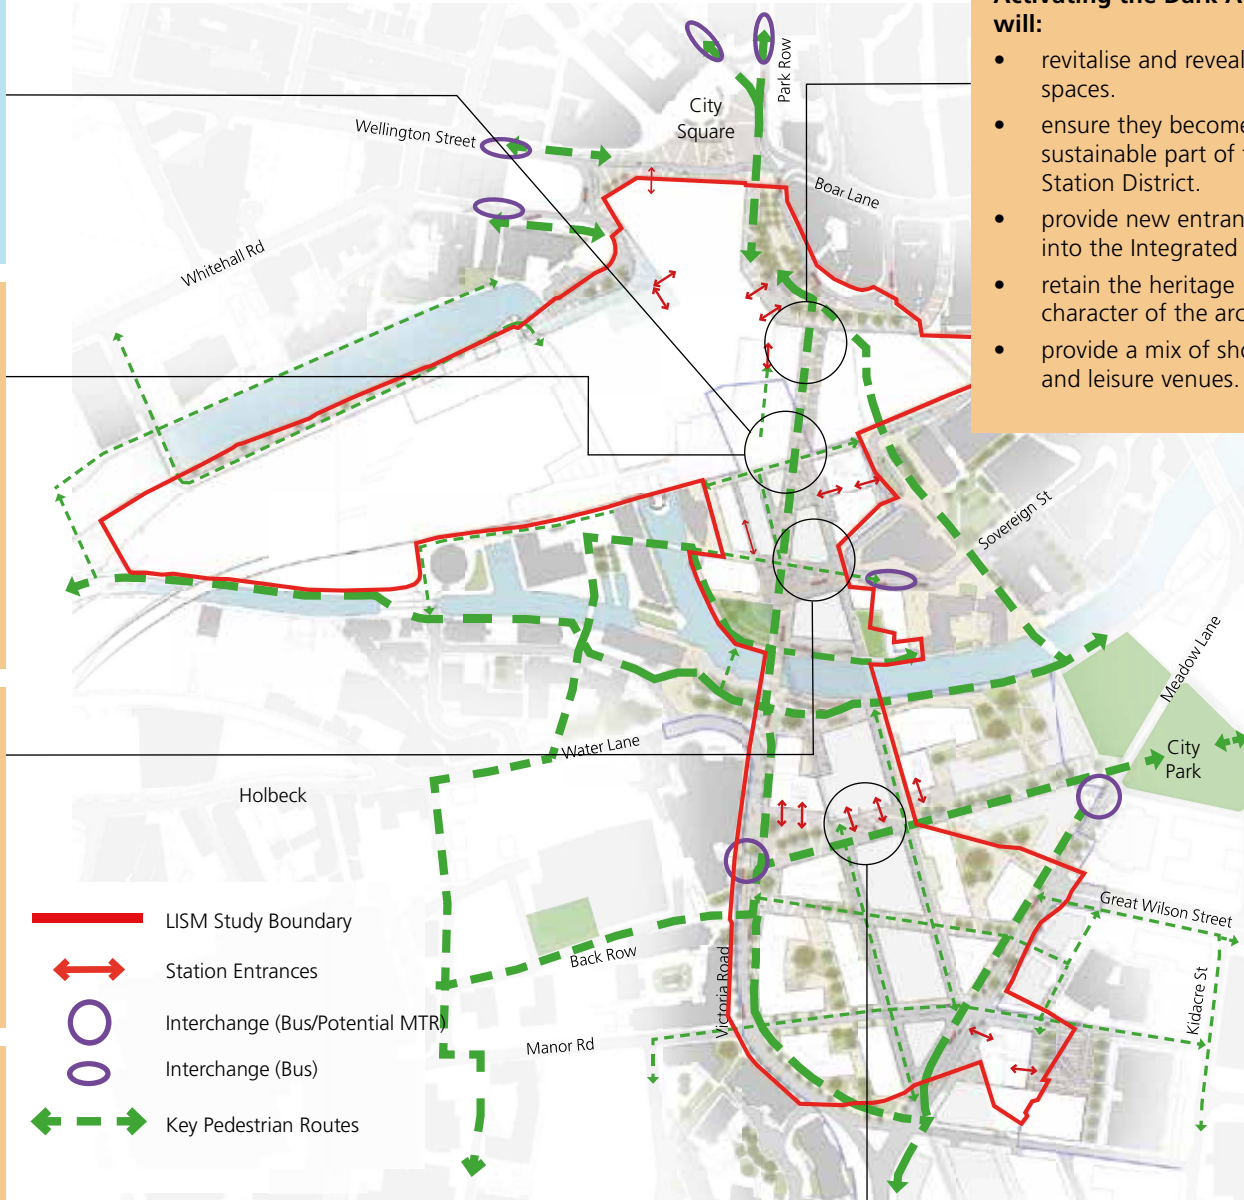 will:
• revitalise and reveal
spaces.
• ensure they become
sustainable part of
Station District.
• provide new
into the Integrated
• retain the heritage
character of the
• provide a mix of
and leisure venues.
Park Row
City
Square
Wellington Street
Boar Lane
Whitehall Rd
Sovereign St
Meadow Lane
City
Park
Water Lane
Holbeck
Great Wilson Street
Back Row
Victoria Road
Kidacre St
Manor Rd
LISM Study Boundary
Station Entrances
Interchange (Bus/Potential MTR)
Interchange (Bus)
Key Pedestrian Routes